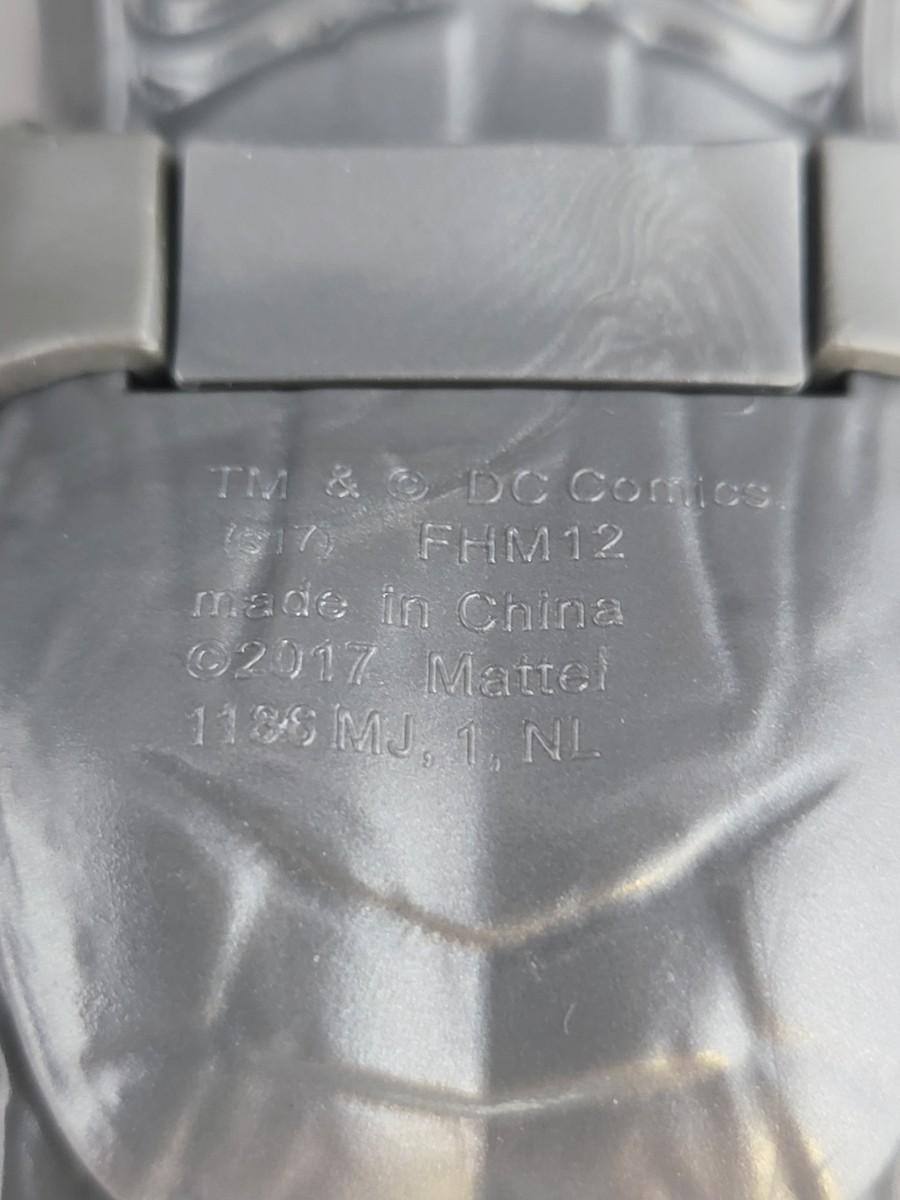 TM & © DC Comics.
(s17) FHM12
made in China
©2017 Mattel
1186 MJ, 1, NL